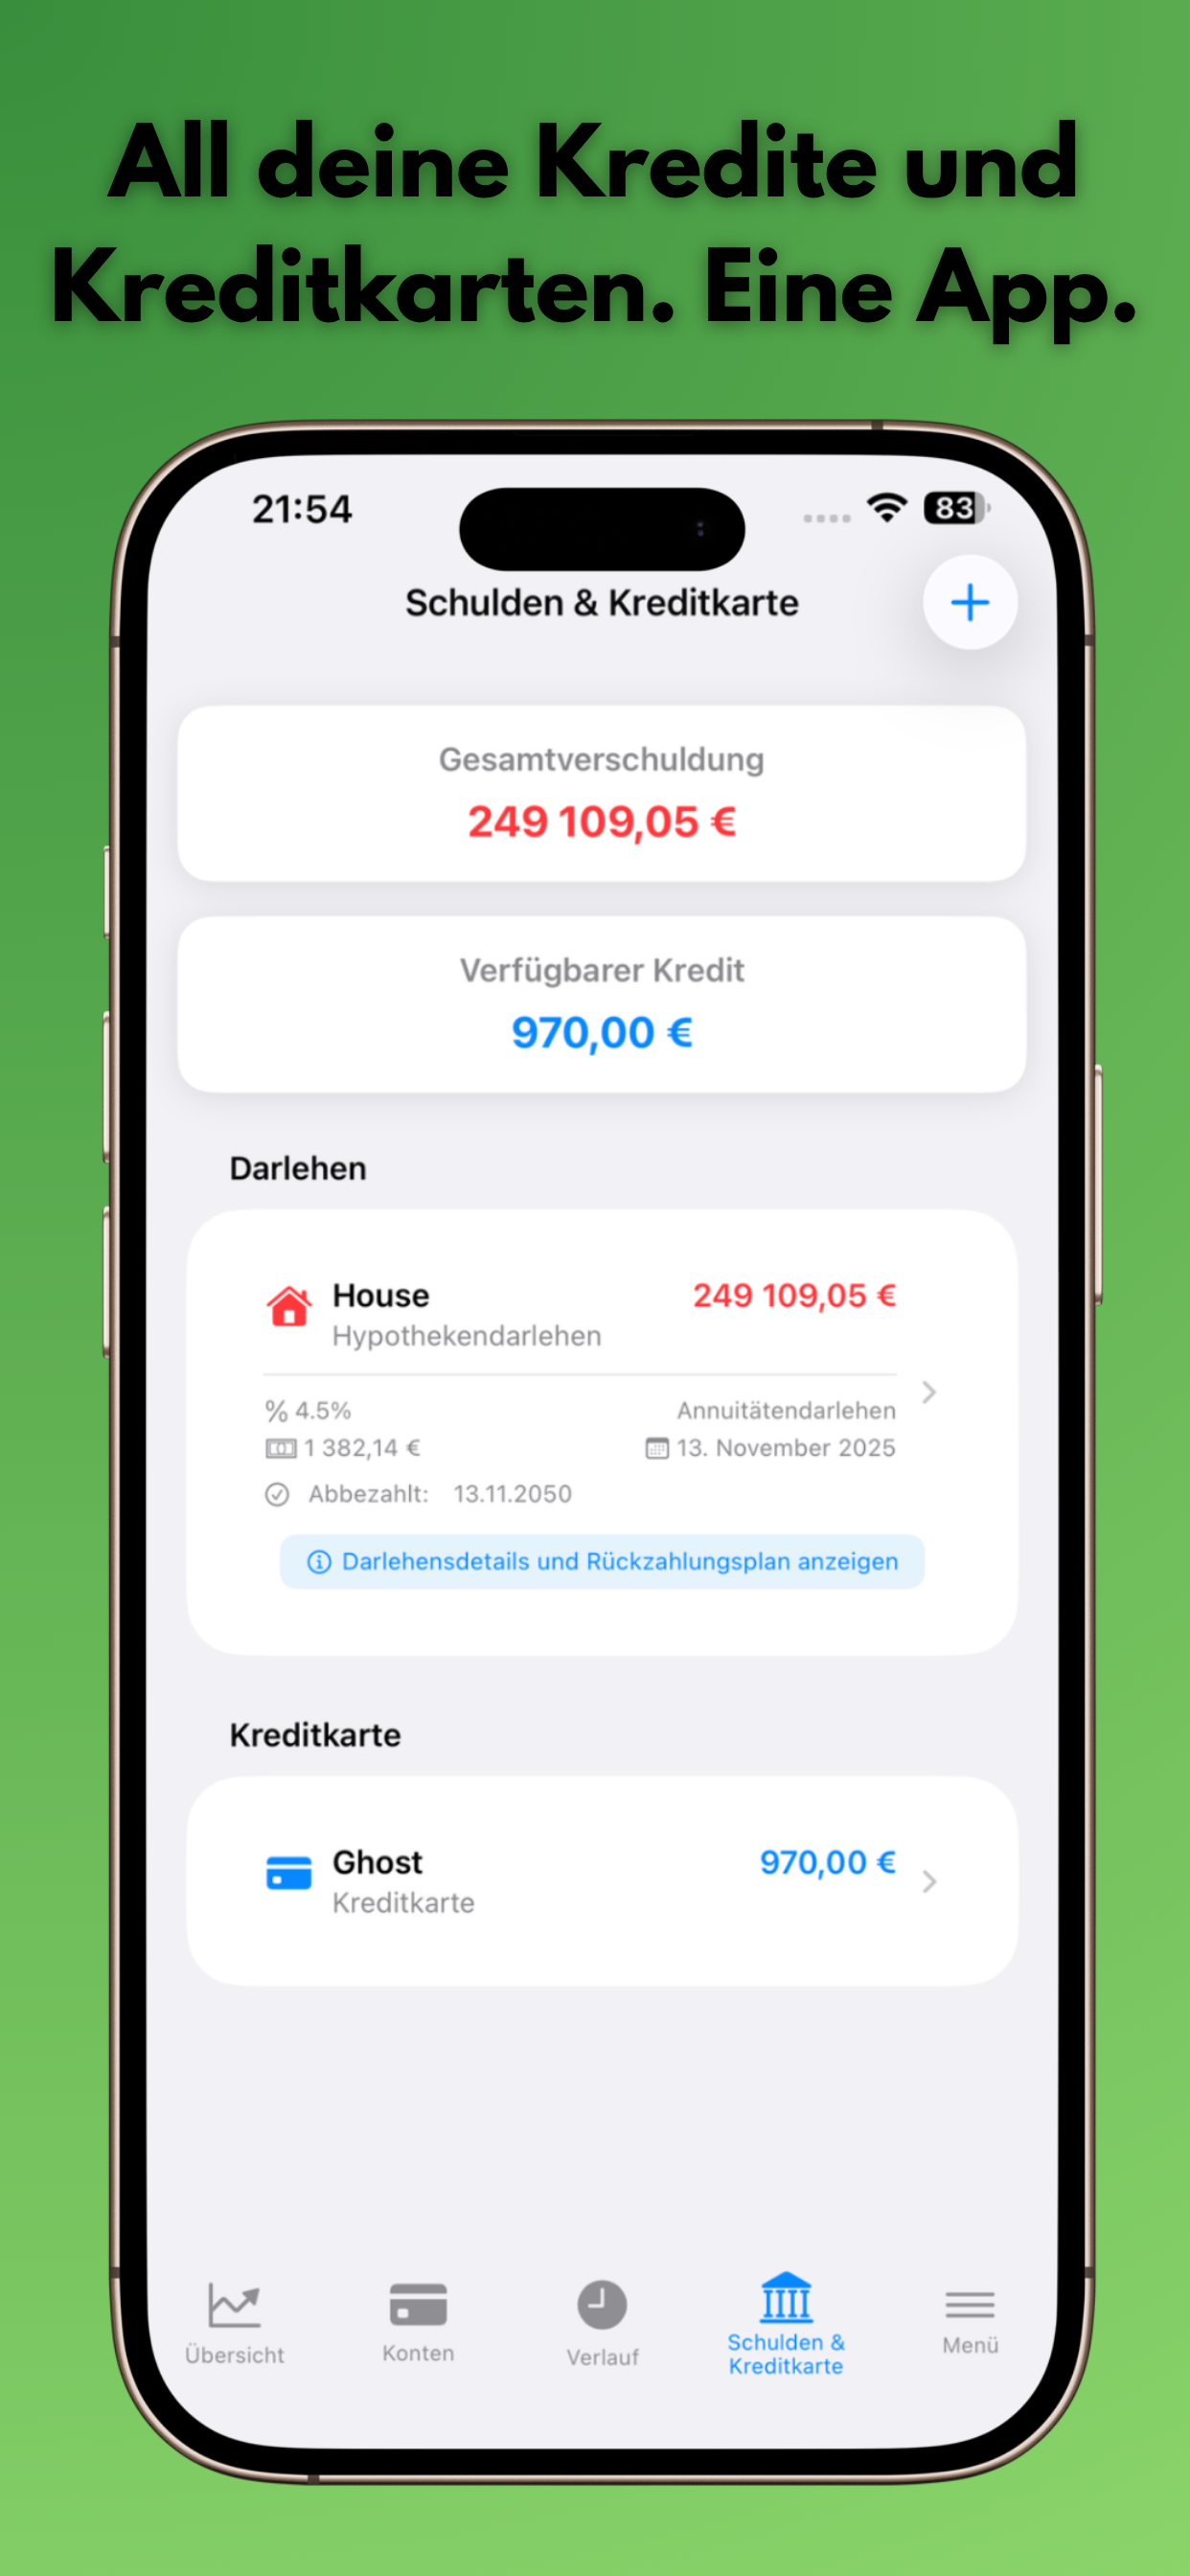 All deine Kredite und
Kreditkarten. Eine App.
21:54
83
Schulden & Kreditkarte
Gesamtverschuldung
249 109,05 €
Verfügbarer Kredit
970,00 €
Darlehen
House
249 109,05 €
Hypothekendarlehen
% 4.5%
Annuitätendarlehen
1 382,14 €
13. November 2025
Abbezahlt: 13.11.2050
Darlehensdetails und Rückzahlungsplan anzeigen
Kreditkarte
Ghost
970,00 €
Kreditkarte
Übersicht
Konten
Verlauf
Schulden &
Kreditkarte
Menü